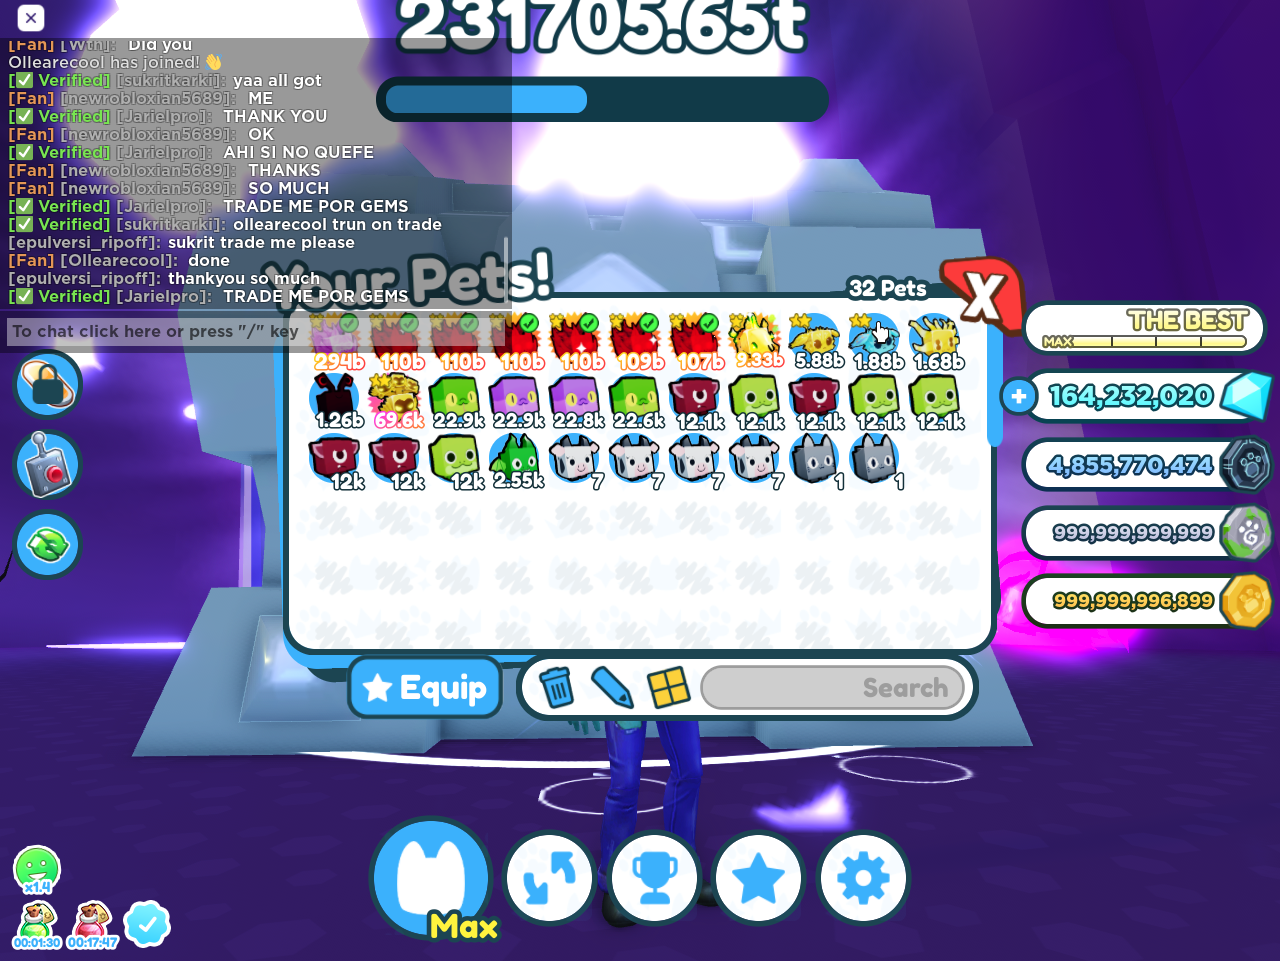 231705.65t
[Fan] [Wth]: Did you
Ollearecool has joined! 👋
[✅ Verified] [sukritkarki]: yaa all got
[Fan] [newrobloxian5689]: ME
[✅ Verified] [Jarielpro]: THANK YOU
[Fan] [newrobloxian5689]: OK
[✅ Verified] [Jarielpro]: AHI SI NO QUEFE
[Fan] [newrobloxian5689]: THANKS
[Fan] [newrobloxian5689]: SO MUCH
[✅ Verified] [Jarielpro]: TRADE ME POR GEMS
[✅ Verified] [sukritkarki]: ollearecool trun on trade
[epulversi_ripoff]: sukrit trade me please
[Fan] [Ollearecool]: done
[epulversi_ripoff]: thankyou so much
[✅ Verified] [Jarielpro]: TRADE ME POR GEMS
To chat click here or press "/" key
Your Pets!
32 Pets
X
294b 110b 110b 110b 110b 109b 107b 9.33b 5.88b 1.88b 1.68b
1.26b 69.6k 22.9k 22.9k 22.8k 22.6k 12.1k 12.1k 12.1k 12.1k 12.1k
12k 12k 12k 2.55k 7 7 7 7 1 1
THE BEST
MAX
164,232,020
4,855,770,474
999,999,999,999
999,999,996,899
Equip
Search
Max
x1.4
00:01:30 00:17:47